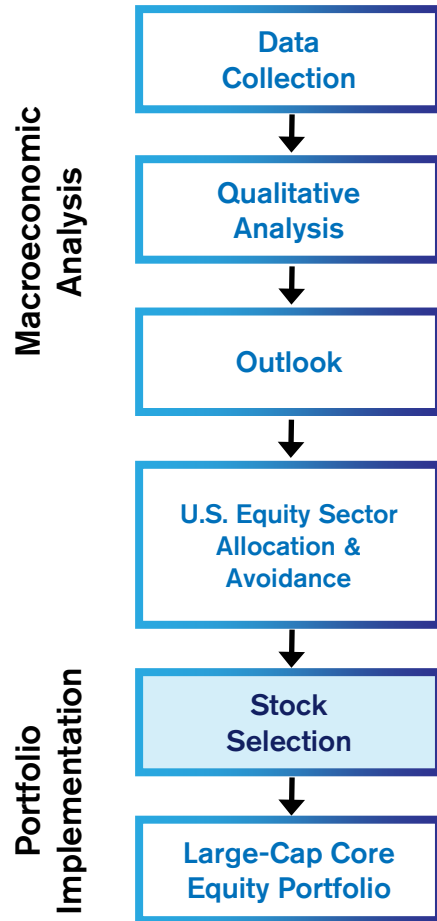 Macroeconomic
Analysis
Data
Collection
Qualitative
Analysis
Outlook
U.S. Equity Sector
Allocation &
Avoidance
Portfolio
Implementation
Stock
Selection
Large-Cap Core
Equity Portfolio